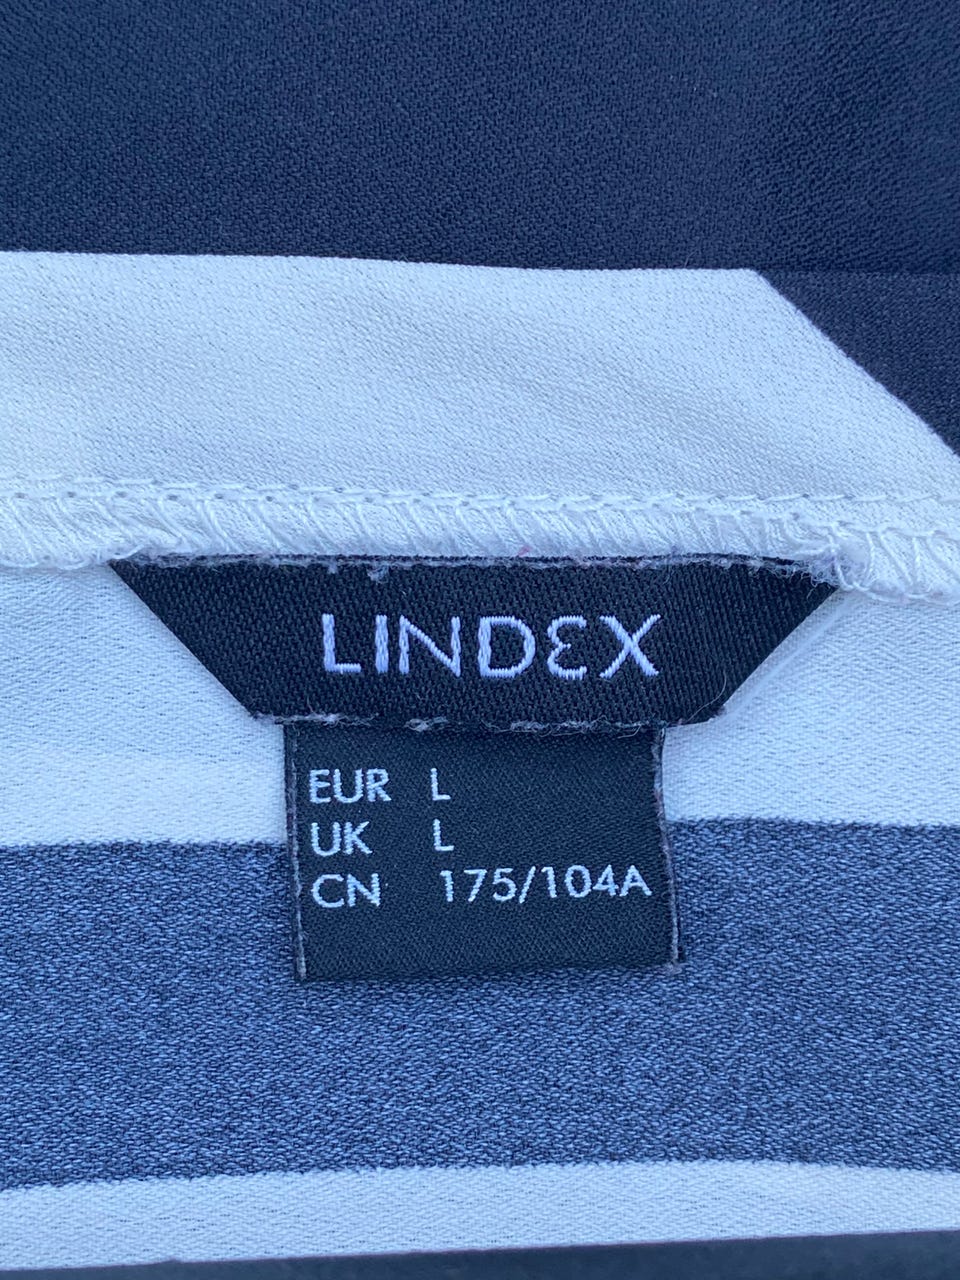 LINDEX
EUR L
UK L
CN 175/104A